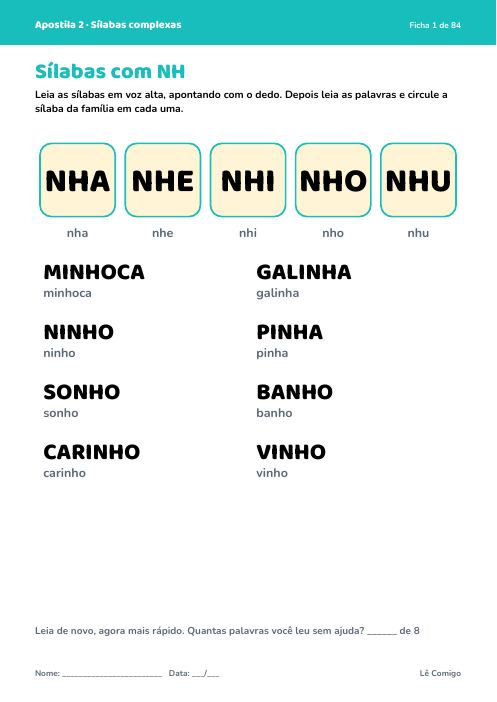 Apostila 2 · Sílabas complexas
Ficha 1 de 84
Sílabas com NH
Leia as sílabas em voz alta, apontando com o dedo. Depois leia as palavras e circule a
sílaba da família em cada uma.
NHA NHE NHI NHO NHU
nha nhe nhi nho nhu
MINHOCA
minhoca
GALINHA
galinha
NINHO
ninho
PINHA
pinha
SONHO
sonho
BANHO
banho
CARINHO
carinho
VINHO
vinho
Leia de novo, agora mais rápido. Quantas palavras você leu sem ajuda? ______ de 8
Nome: ________________________ Data: ___/___
Lê Comigo